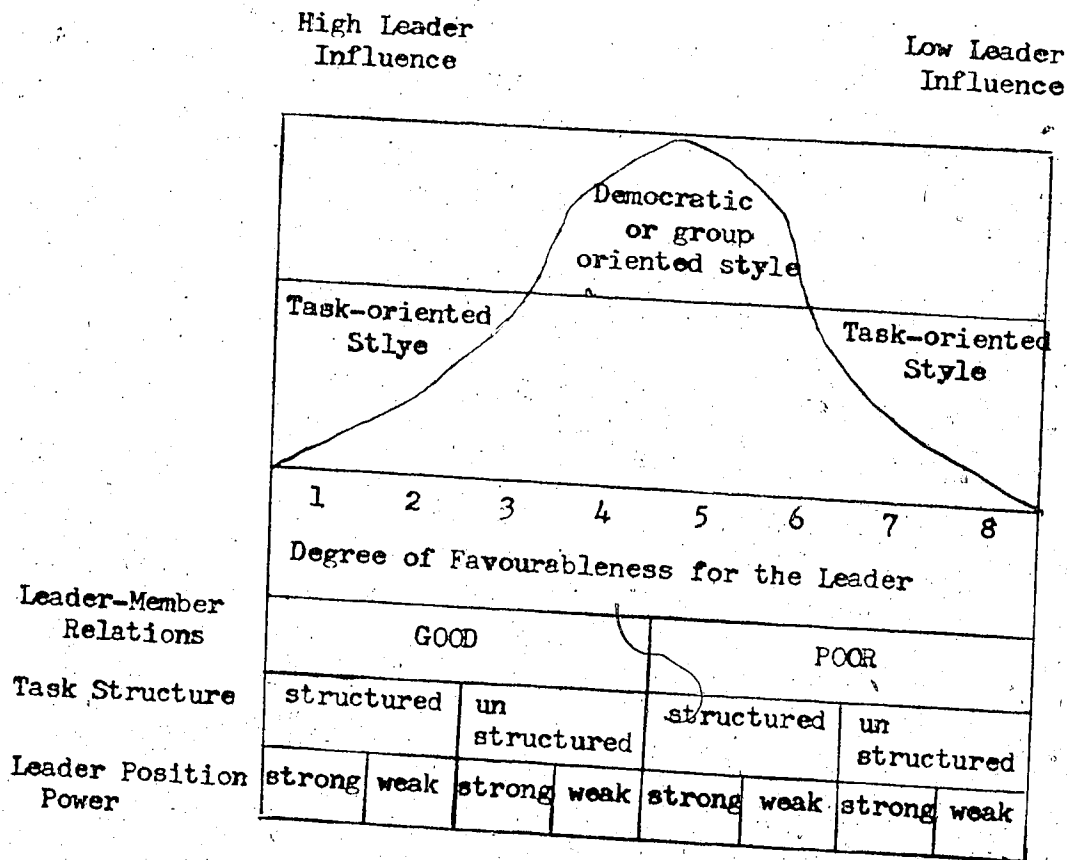 High Leader
Influence
Low Leader
Influence
Democratic
or group
oriented style
Task-oriented
Stlye
Task-oriented
Style
1 2 3 4 5 6 7 8
Degree of Favourableness for the Leader
Leader-Member
Relations
GOOD
POOR
Task Structure
structured
un
structured
structured
un
structured
Leader Position
Power
strong weak strong weak strong weak strong weak